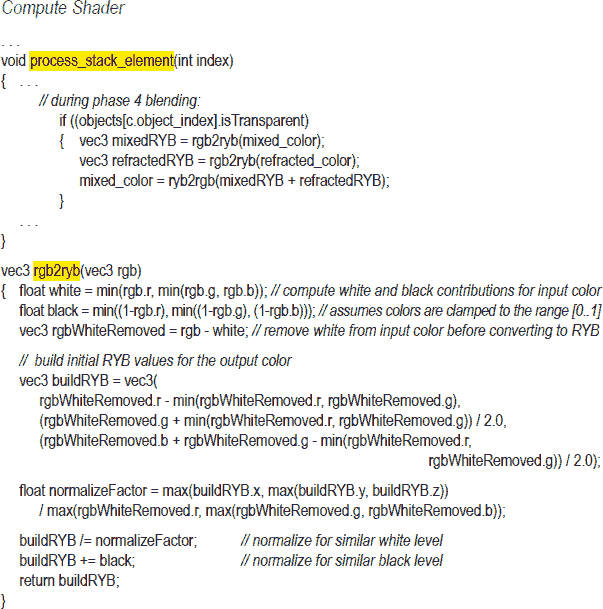 Compute Shader
. . .
void process_stack_element(int index)
{ . . .
// during phase 4 blending:
if ((objects[c.object_index].isTransparent)
{ vec3 mixedRYB = rgb2ryb(mixed_color);
vec3 refractedRYB = rgb2ryb(refracted_color);
mixed_color = ryb2rgb(mixedRYB + refractedRYB);
}
. . .
}
vec3 rgb2ryb(vec3 rgb)
{ float white = min(rgb.r, min(rgb.g, rgb.b)); // compute white and black contributions for input color
float black = min((1-rgb.r), min((1-rgb.g), (1-rgb.b))); // assumes colors are clamped to the range [0..1]
vec3 rgbWhiteRemoved = rgb - white; // remove white from input color before converting to RYB
// build initial RYB values for the output color
vec3 buildRYB = vec3(
rgbWhiteRemoved.r - min(rgbWhiteRemoved.r, rgbWhiteRemoved.g),
(rgbWhiteRemoved.g + min(rgbWhiteRemoved.r, rgbWhiteRemoved.g)) / 2.0,
(rgbWhiteRemoved.b + rgbWhiteRemoved.g - min(rgbWhiteRemoved.r,
rgbWhiteRemoved.g)) / 2.0);
float normalizeFactor = max(buildRYB.x, max(buildRYB.y, buildRYB.z))
/ max(rgbWhiteRemoved.r, max(rgbWhiteRemoved.g, rgbWhiteRemoved.b));
buildRYB /= normalizeFactor; // normalize for similar white level
buildRYB += black; // normalize for similar black level
return buildRYB;
}